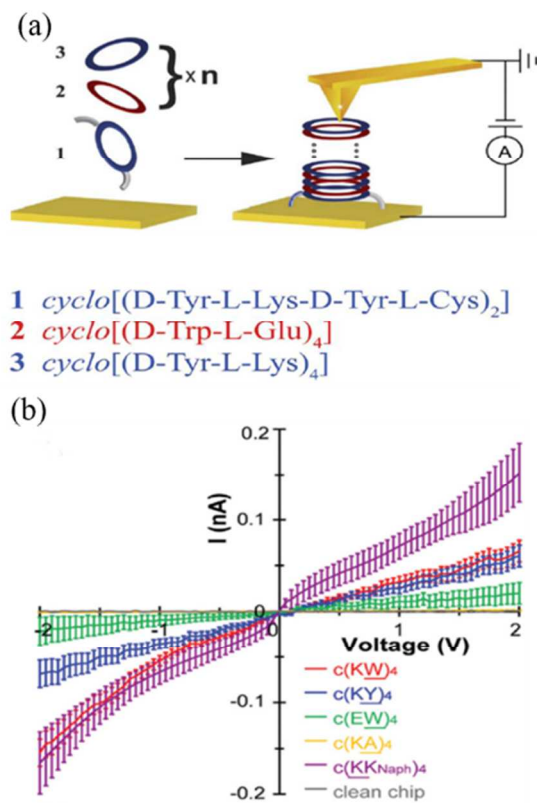 (a)
3
2
} x n
1
A
1 cyclo[(D-Tyr-L-Lys-D-Tyr-L-Cys)₂]
2 cyclo[(D-Trp-L-Glu)₄]
3 cyclo[(D-Tyr-L-Lys)₄]
(b)
0.2
I (nA)
0.1
0
-2
-1
0
1
2
Voltage (V)
c(KW)₄
-0.1
c(KY)₄
c(EW)₄
c(KA)₄
c(KK_Naph)₄
-0.2
clean chip